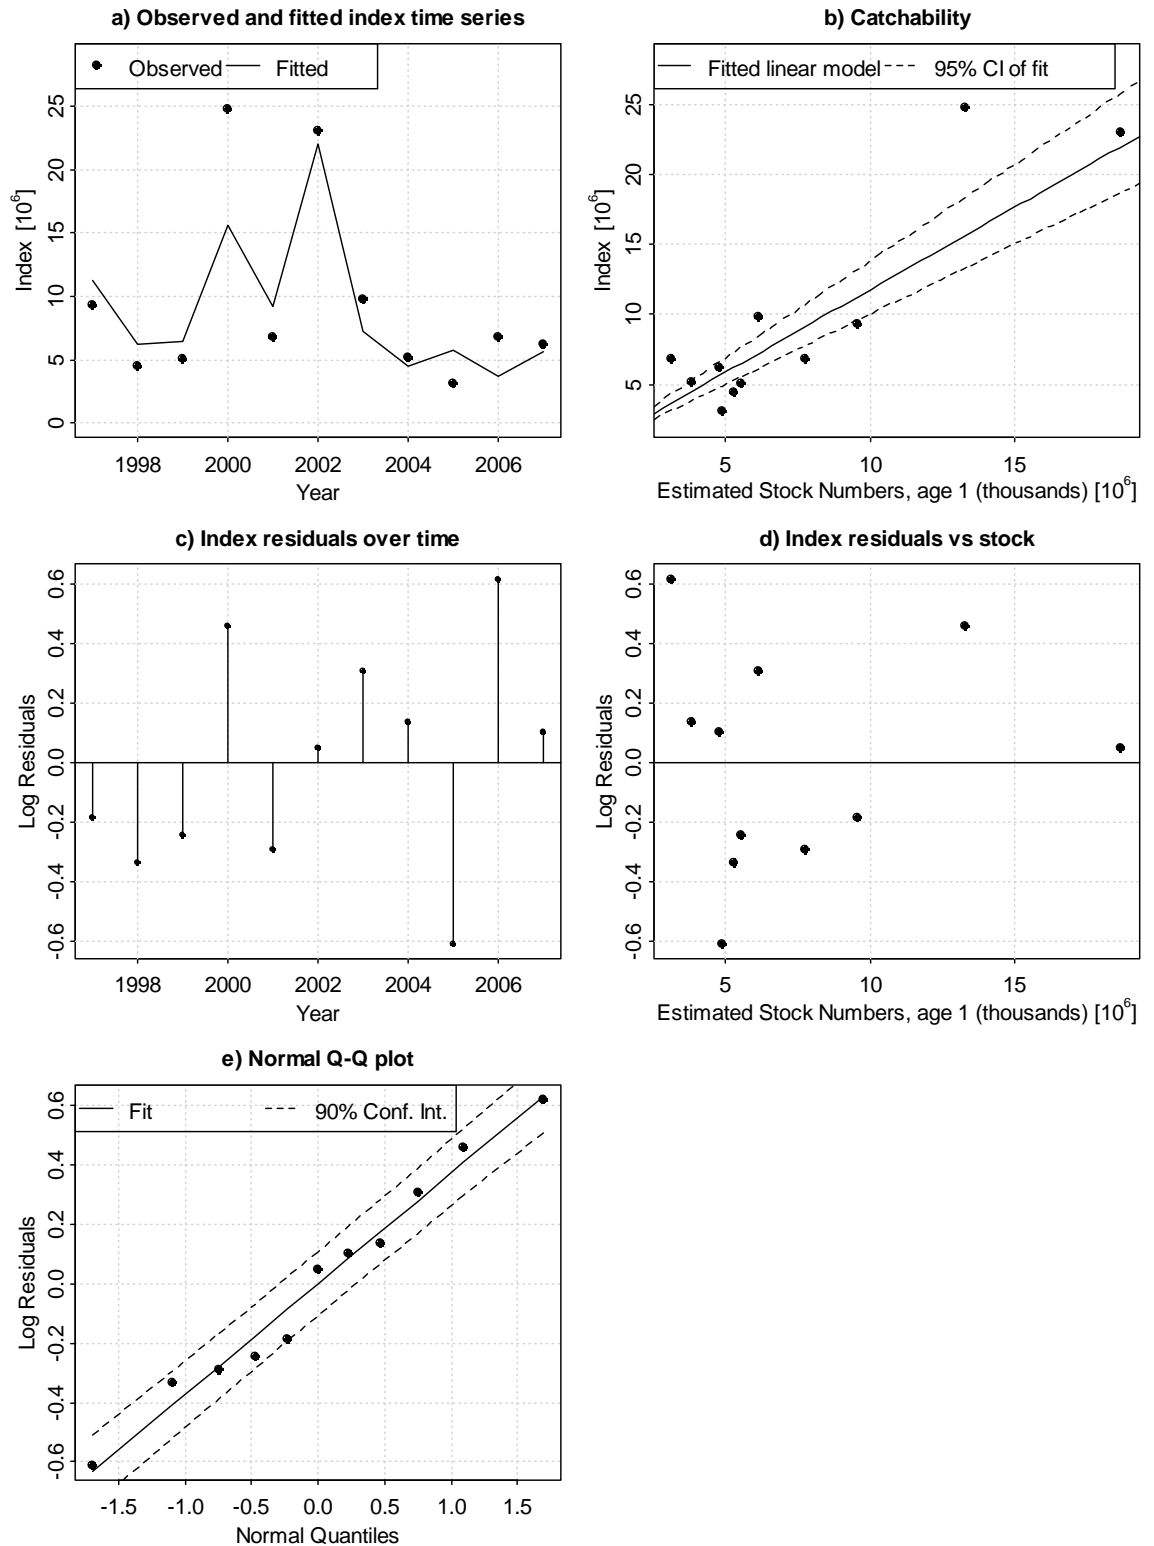 a) Observed and fitted index time series
Observed Fitted
Index [10^6]
0 5 10 15 20 25
1998 2000 2002 2004 2006
Year
b) Catchability
Fitted linear model 95% CI of fit
Index [10^6]
5 10 15 20 25
5 10 15
Estimated Stock Numbers, age 1 (thousands) [10^6]
c) Index residuals over time
Log Residuals
-0.6 -0.4 -0.2 0.0 0.2 0.4 0.6
1998 2000 2002 2004 2006
Year
d) Index residuals vs stock
Log Residuals
-0.6 -0.4 -0.2 0.0 0.2 0.4 0.6
5 10 15
Estimated Stock Numbers, age 1 (thousands) [10^6]
e) Normal Q-Q plot
Fit 90% Conf. Int.
Log Residuals
-0.6 -0.4 -0.2 0.0 0.2 0.4 0.6
-1.5 -1.0 -0.5 0.0 0.5 1.0 1.5
Normal Quantiles